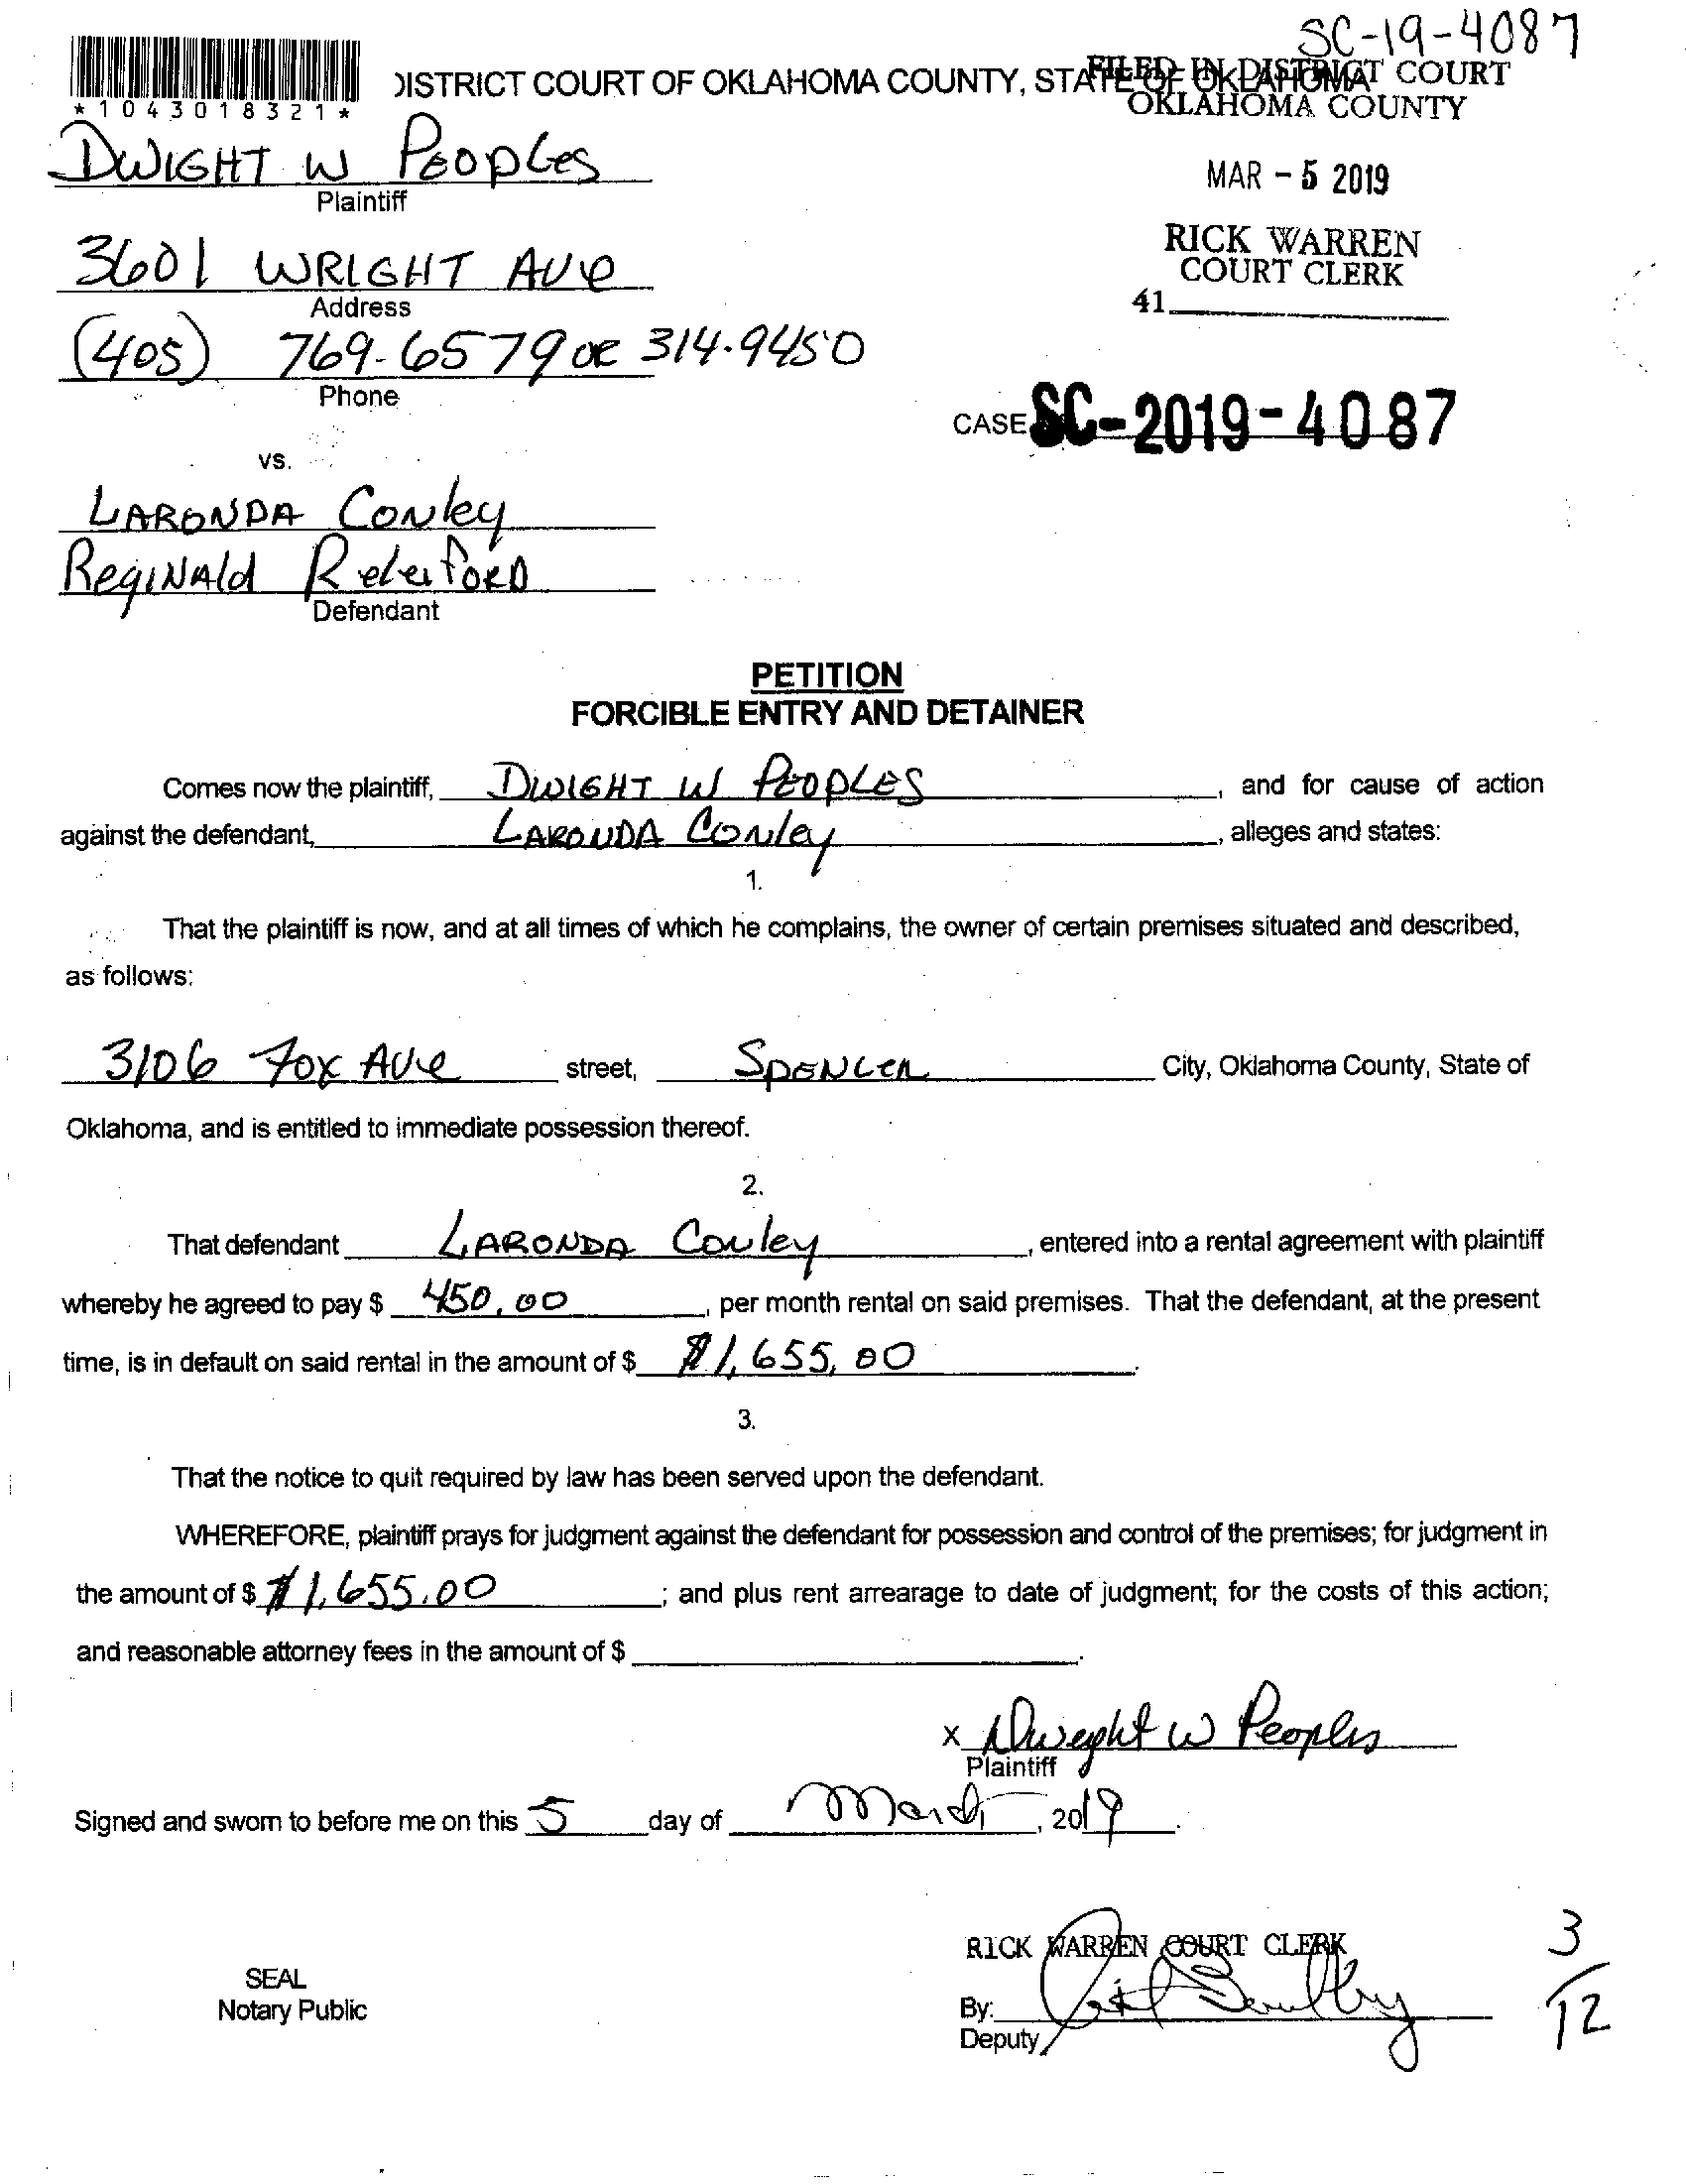 SC-19-4087
DISTRICT COURT OF OKLAHOMA COUNTY, STATE OF OKLAHOMA
FILED IN DISTRICT COURT
OKLAHOMA COUNTY
*1043018321*
DWIGHT W PEOPLES
Plaintiff
MAR - 5 2019
3601 WRIGHT AVE
Address
RICK WARREN
COURT CLERK
41
(405) 769-6579 OR 314-9450
Phone
CASE SC-2019-4087
vs.
LARONDA Conley
Reginald Releiford
Defendant
PETITION
FORCIBLE ENTRY AND DETAINER
Comes now the plaintiff, DWIGHT W PEOPLES, and for cause of action
against the defendant, LARONDA Conley, alleges and states:
1.
That the plaintiff is now, and at all times of which he complains, the owner of certain premises situated and described,
as follows:
3106 Fox Ave street, SPENCER City, Oklahoma County, State of
Oklahoma, and is entitled to immediate possession thereof.
2.
That defendant LARONDA Conley, entered into a rental agreement with plaintiff
whereby he agreed to pay $ 450.00, per month rental on said premises. That the defendant, at the present
time, is in default on said rental in the amount of $ $1,655.00.
3.
That the notice to quit required by law has been served upon the defendant.
WHEREFORE, plaintiff prays for judgment against the defendant for possession and control of the premises; for judgment in
the amount of $ $1,655.00; and plus rent arrearage to date of judgment; for the costs of this action;
and reasonable attorney fees in the amount of $
x Dwight W Peoples
Plaintiff
Signed and sworn to before me on this 5 day of March, 2019.
RICK WARREN COURT CLERK
3/12
SEAL
Notary Public
By:
Deputy